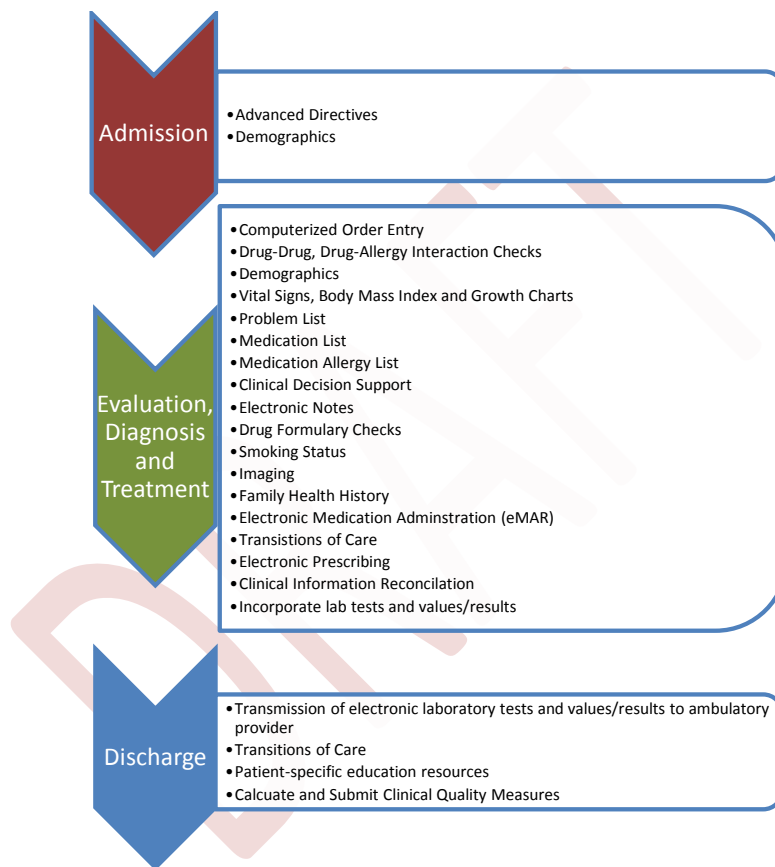 Admission
•Advanced Directives
•Demographics
Evaluation,
Diagnosis
and
Treatment
•Computerized Order Entry
•Drug-Drug, Drug-Allergy Interaction Checks
•Demographics
•Vital Signs, Body Mass Index and Growth Charts
•Problem List
•Medication List
•Medication Allergy List
•Clinical Decision Support
•Electronic Notes
•Drug Formulary Checks
•Smoking Status
•Imaging
•Family Health History
•Electronic Medication Adminstration (eMAR)
•Transistions of Care
•Electronic Prescribing
•Clinical Information Reconcilation
•Incorporate lab tests and values/results
Discharge
•Transmission of electronic laboratory tests and values/results to ambulatory
provider
•Transitions of Care
•Patient-specific education resources
•Calcuate and Submit Clinical Quality Measures
DRAFT